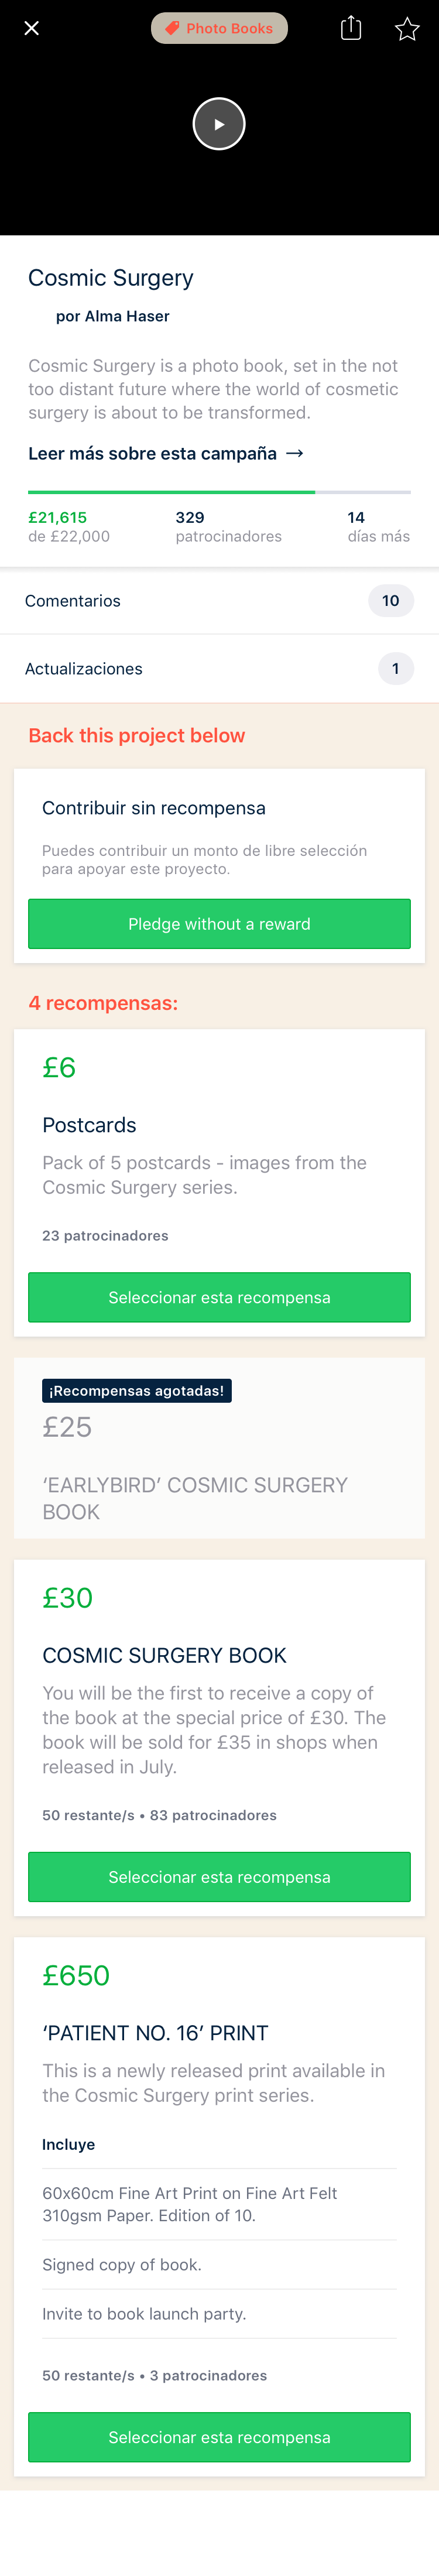 Photo Books
Cosmic Surgery
por Alma Haser
Cosmic Surgery is a photo book, set in the not
too distant future where the world of cosmetic
surgery is about to be transformed.
Leer más sobre esta campaña →
£21,615
de £22,000
329
patrocinadores
14
días más
Comentarios
10
Actualizaciones
1
Back this project below
Contribuir sin recompensa
Puedes contribuir un monto de libre selección
para apoyar este proyecto.
Pledge without a reward
4 recompensas:
£6
Postcards
Pack of 5 postcards - images from the
Cosmic Surgery series.
23 patrocinadores
Seleccionar esta recompensa
¡Recompensas agotadas!
£25
‘EARLYBIRD’ COSMIC SURGERY
BOOK
£30
COSMIC SURGERY BOOK
You will be the first to receive a copy of
the book at the special price of £30. The
book will be sold for £35 in shops when
released in July.
50 restante/s • 83 patrocinadores
Seleccionar esta recompensa
£650
‘PATIENT NO. 16’ PRINT
This is a newly released print available in
the Cosmic Surgery print series.
Incluye
60x60cm Fine Art Print on Fine Art Felt
310gsm Paper. Edition of 10.
Signed copy of book.
Invite to book launch party.
50 restante/s • 3 patrocinadores
Seleccionar esta recompensa